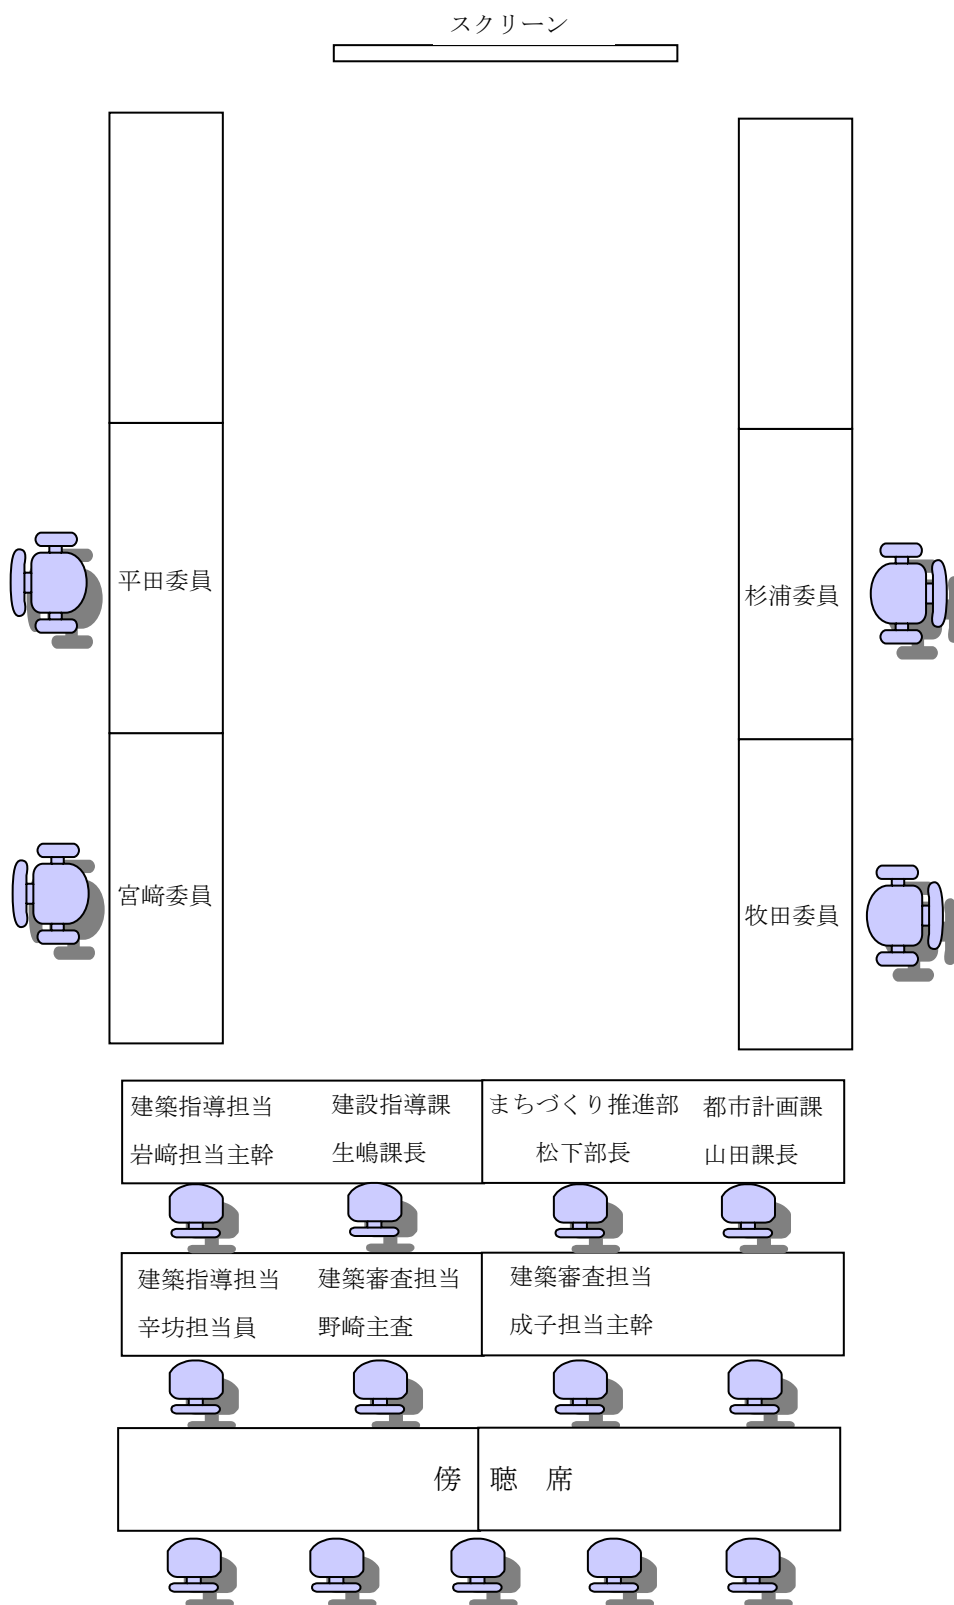 スクリーン
平田委員
杉浦委員
宮﨑委員
牧田委員
建築指導担当
岩﨑担当主幹
建設指導課
生嶋課長
まちづくり推進部
松下部長
都市計画課
山田課長
建築指導担当
辛坊担当員
建築審査担当
野崎主査
建築審査担当
成子担当主幹
傍 聴 席